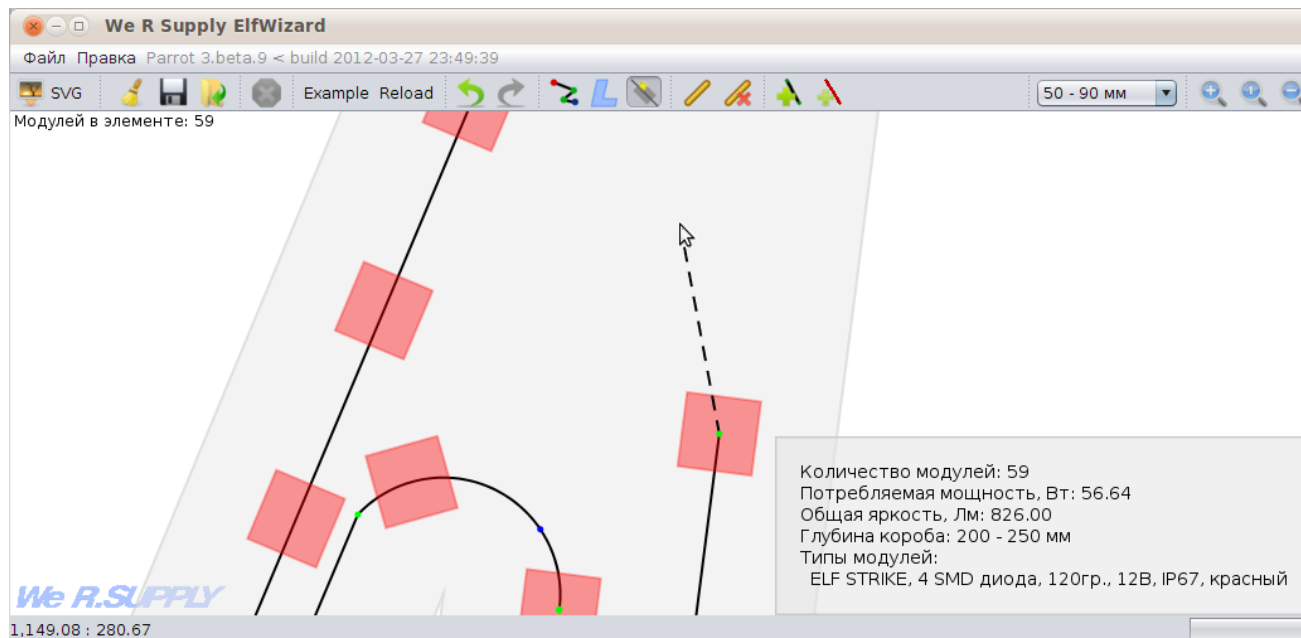 We R Supply ElfWizard
Файл Правка Parrot 3.beta.9 < build 2012-03-27 23:49:39
SVG Example Reload 50 - 90 мм
Модулей в элементе: 59
Количество модулей: 59
Потребляемая мощность, Вт: 56.64
Общая яркость, Лм: 826.00
Глубина короба: 200 - 250 мм
Типы модулей:
ELF STRIKE, 4 SMD диода, 120гр., 12В, IP67, красный
We R.SUPPLY
1,149.08 : 280.67